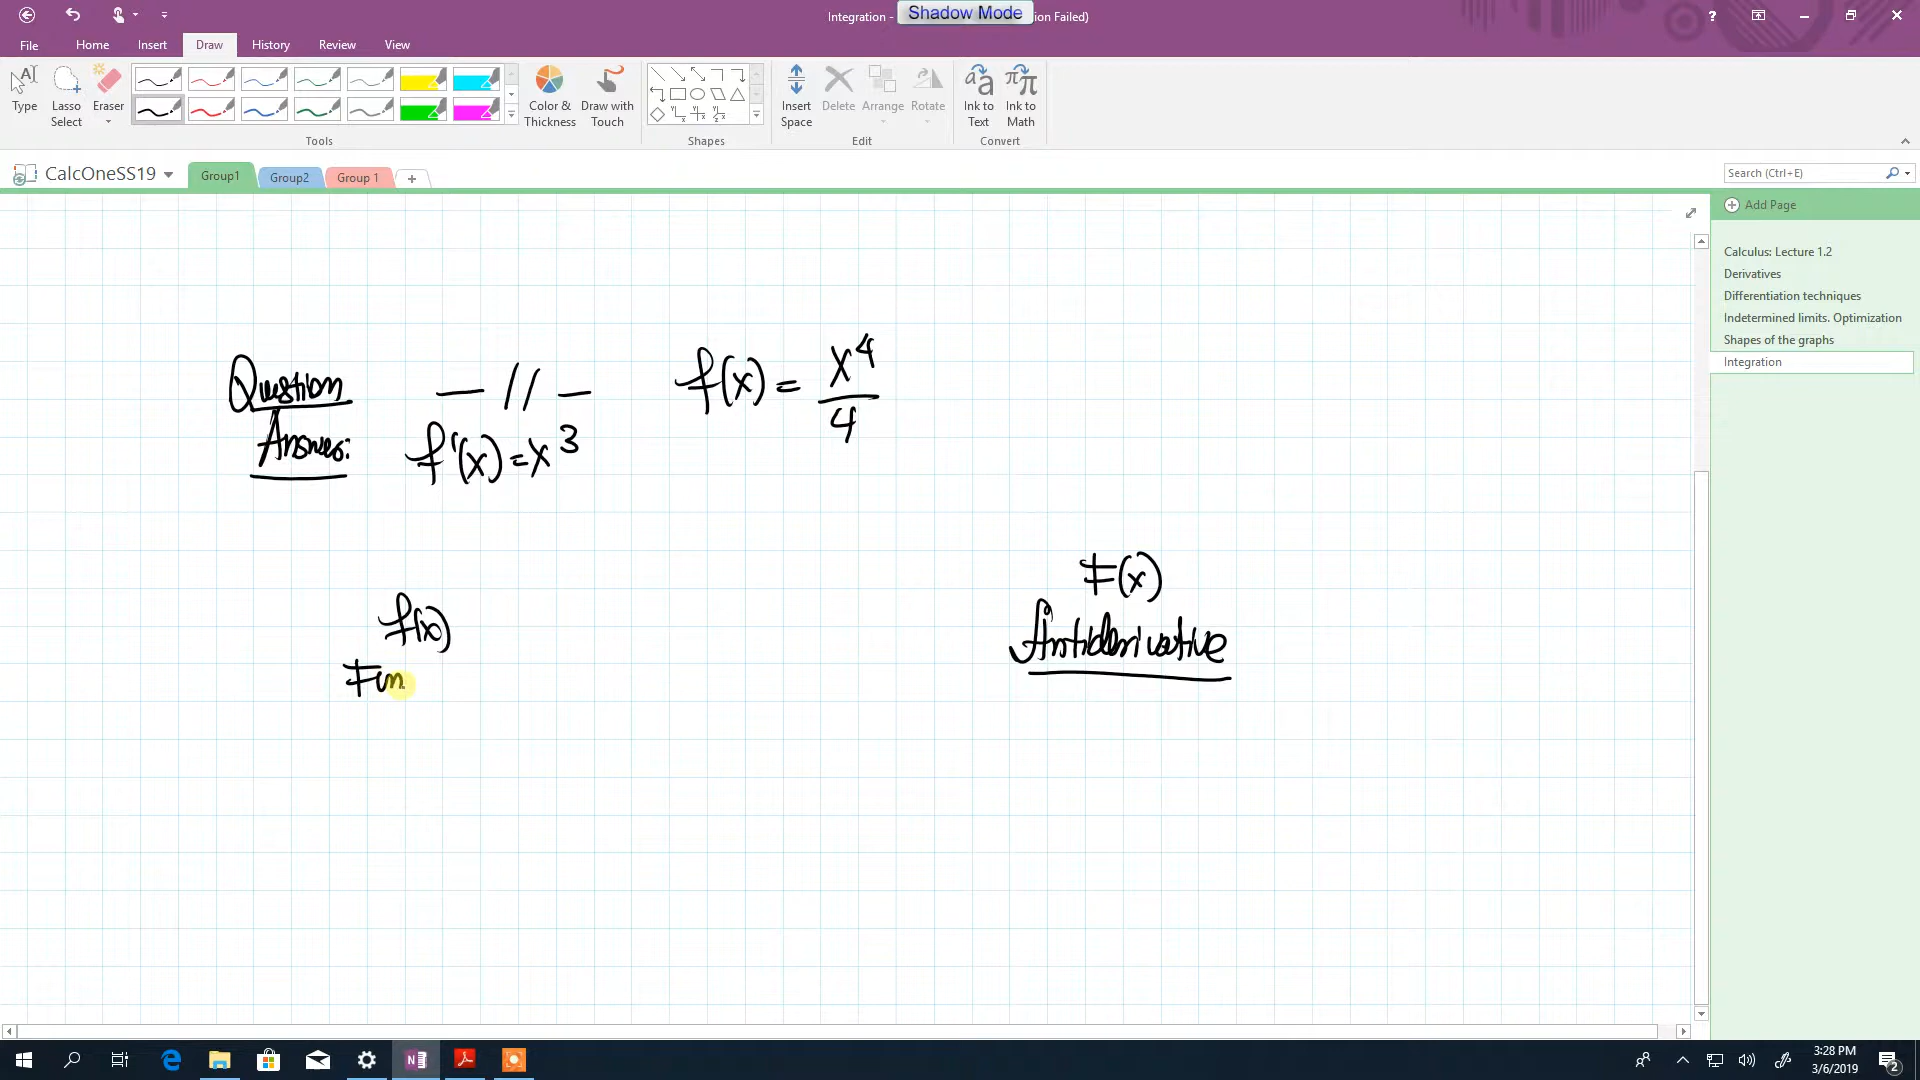 Integration -
Shadow Mode
ion Failed)
File Home Insert Draw History Review View
Type
Lasso Select
Eraser
Color & Thickness
Draw with Touch
Insert Space
Delete
Arrange
Rotate
Ink to Text
Ink to Math
Tools Shapes Edit Convert
CalcOneSS19 Group1 Group2 Group 1
Search (Ctrl+E)
Add Page
Calculus: Lecture 1.2
Derivatives
Differentiation techniques
Indetermined limits. Optimization
Shapes of the graphs
Integration
Question — // — f(x) = x^4/4
Answer: f'(x) = x^3
f(x)
Fun
F(x)
Antiderivative
3:28 PM
3/6/2019
2